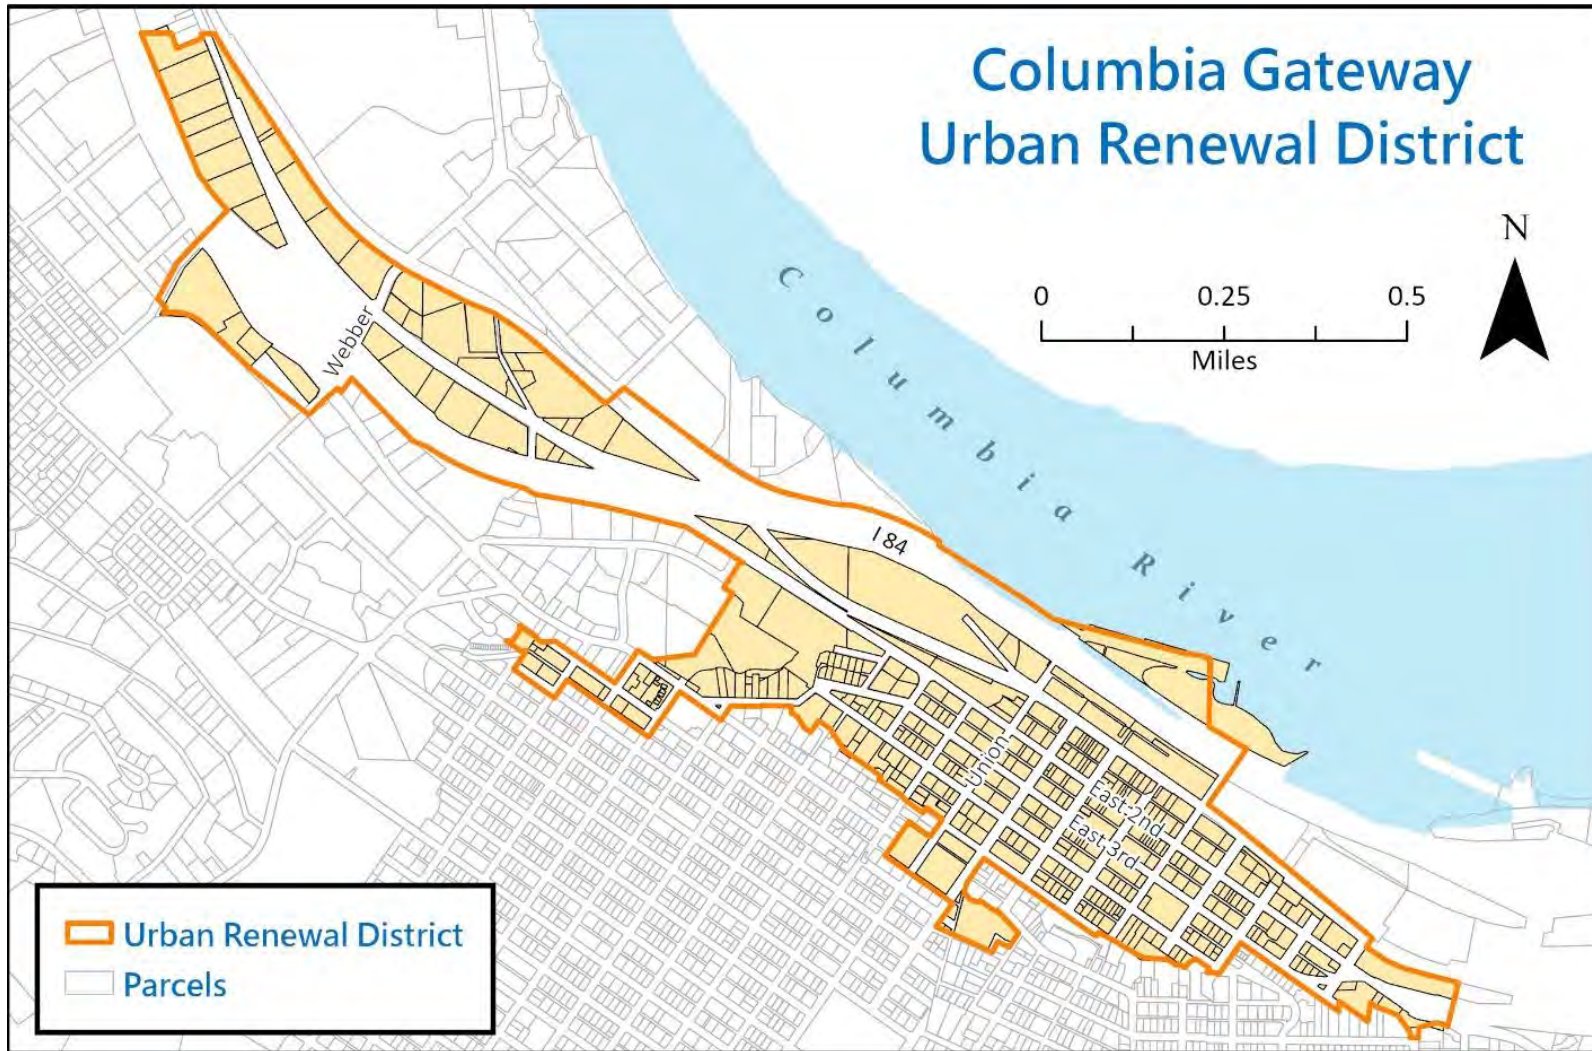 Columbia Gateway
Urban Renewal District
N
0 0.25 0.5
Miles
Columbia River
Webber
I 84
Union
East 2nd
East 3rd
Urban Renewal District
Parcels